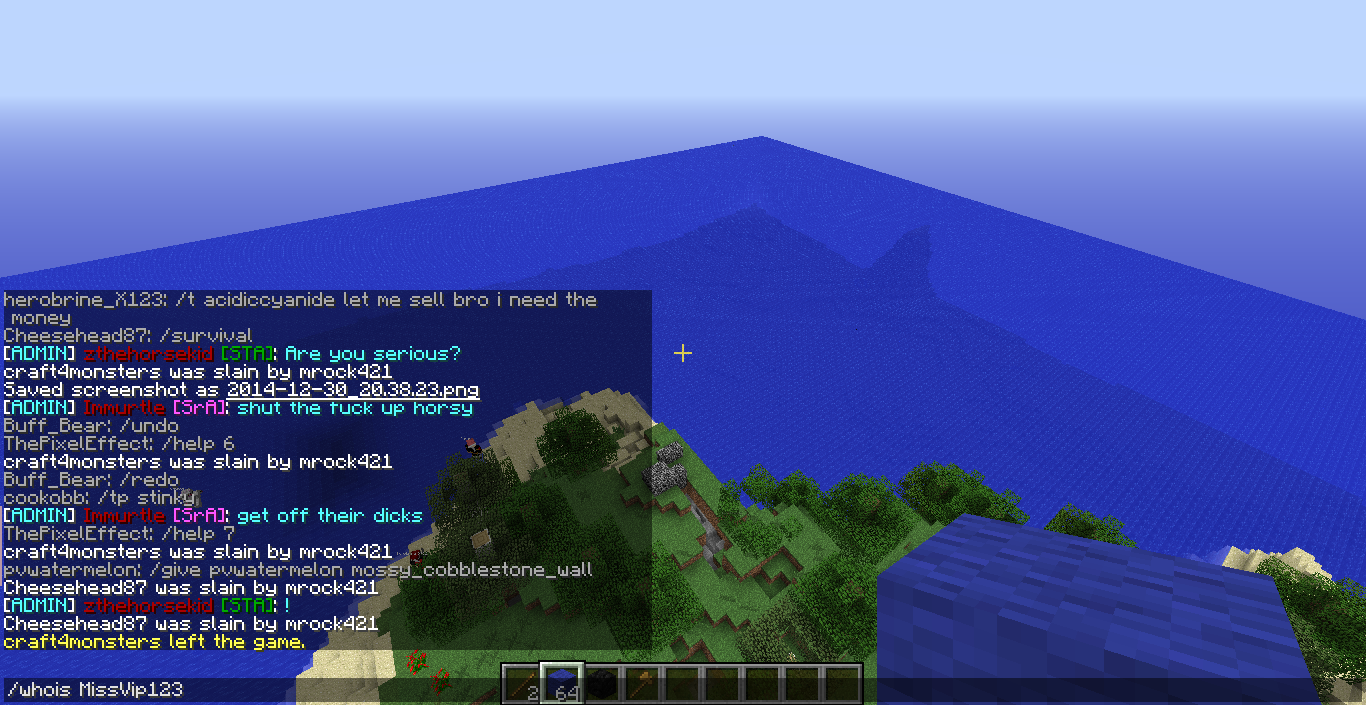 herobrine_X123: /t acidiccyanide let me sell bro i need the
money
Cheesehead87: /survival
[ADMIN] zthehorsekid [STA]: Are you serious?
craft4monsters was slain by mrock421
Saved screenshot as 2014-12-30_20.38.23.png
[ADMIN] Immurtle [SrA]: shut the fuck up horsy
Buff_Bear: /undo
ThePixelEffect: /help 6
craft4monsters was slain by mrock421
Buff_Bear: /redo
cookobb: /tp stinky
[ADMIN] Immurtle [SrA]: get off their dicks
ThePixelEffect: /help 7
craft4monsters was slain by mrock421
pvwatermelon: /give pvwatermelon mossy_cobblestone_wall
Cheesehead87 was slain by mrock421
[ADMIN] zthehorsekid [STA]: !
Cheesehead87 was slain by mrock421
craft4monsters left the game.
/whois MissVip123
2 64